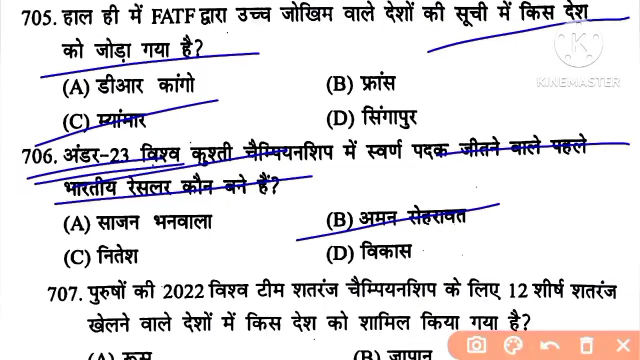 705. हाल ही में FATF द्वारा उच्च जोखिम वाले देशों की सूची में किस देश
को जोड़ा गया है?
(A) डीआर कांगो (B) फ्रांस
(C) म्यांमार (D) सिंगापुर
706. अंडर-23 विश्व कुश्ती चैम्पियनशिप में स्वर्ण पदक जीतने वाले पहले
भारतीय रेसलर कौन बने हैं?
(A) साजन भनवाला (B) अमन सेहरावत
(C) नितेश (D) विकास
707. पुरुषों की 2022 विश्व टीम शतरंज चैम्पियनशिप के लिए 12 शीर्ष शतरंज
खेलने वाले देशों में किस देश को शामिल किया गया है?
(A) रूस (B) जापान
KINEMASTER